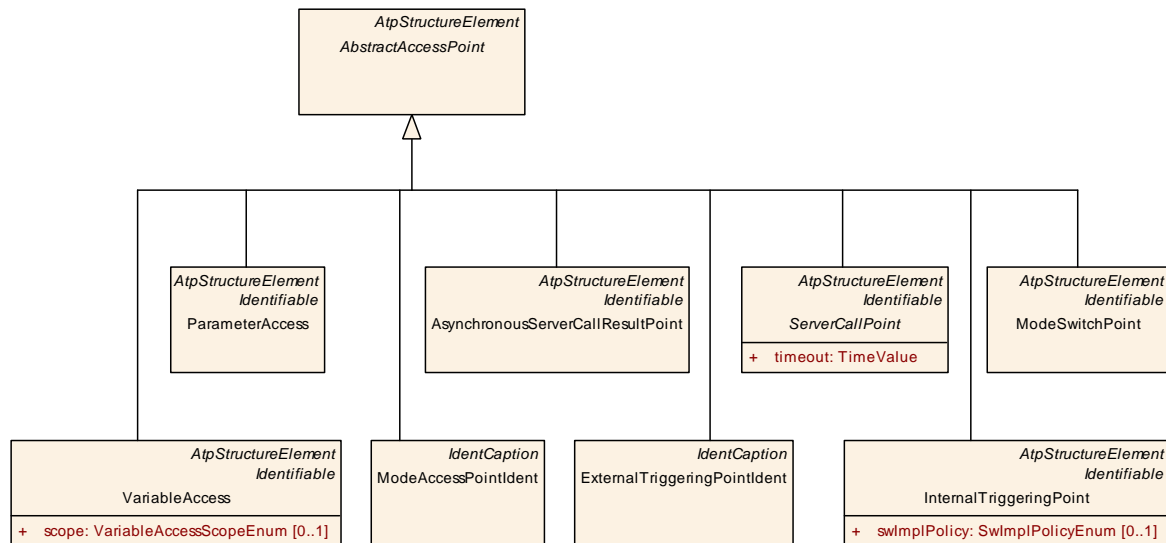 AtpStructureElement
AbstractAccessPoint
AtpStructureElement
Identifiable
ParameterAccess
AtpStructureElement
Identifiable
AsynchronousServerCallResultPoint
AtpStructureElement
Identifiable
ServerCallPoint
+ timeout: TimeValue
AtpStructureElement
Identifiable
ModeSwitchPoint
AtpStructureElement
Identifiable
VariableAccess
+ scope: VariableAccessScopeEnum [0..1]
IdentCaption
ModeAccessPointIdent
IdentCaption
ExternalTriggeringPointIdent
AtpStructureElement
Identifiable
InternalTriggeringPoint
+ swImplPolicy: SwImplPolicyEnum [0..1]